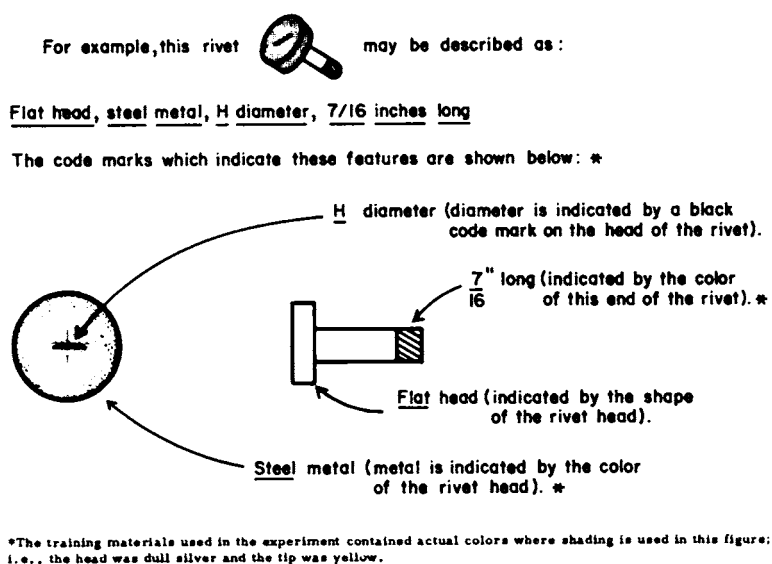 For example, this rivet may be described as:
Flat head, steel metal, H diameter, 7/16 inches long
The code marks which indicate these features are shown below: *
H diameter (diameter is indicated by a black
code mark on the head of the rivet).
7/16" long (indicated by the color
of this end of the rivet). *
Flat head (indicated by the shape
of the rivet head).
Steel metal (metal is indicated by the color
of the rivet head). *
*The training materials used in the experiment contained actual colors where shading is used in this figure;
i.e., the head was dull silver and the tip was yellow.